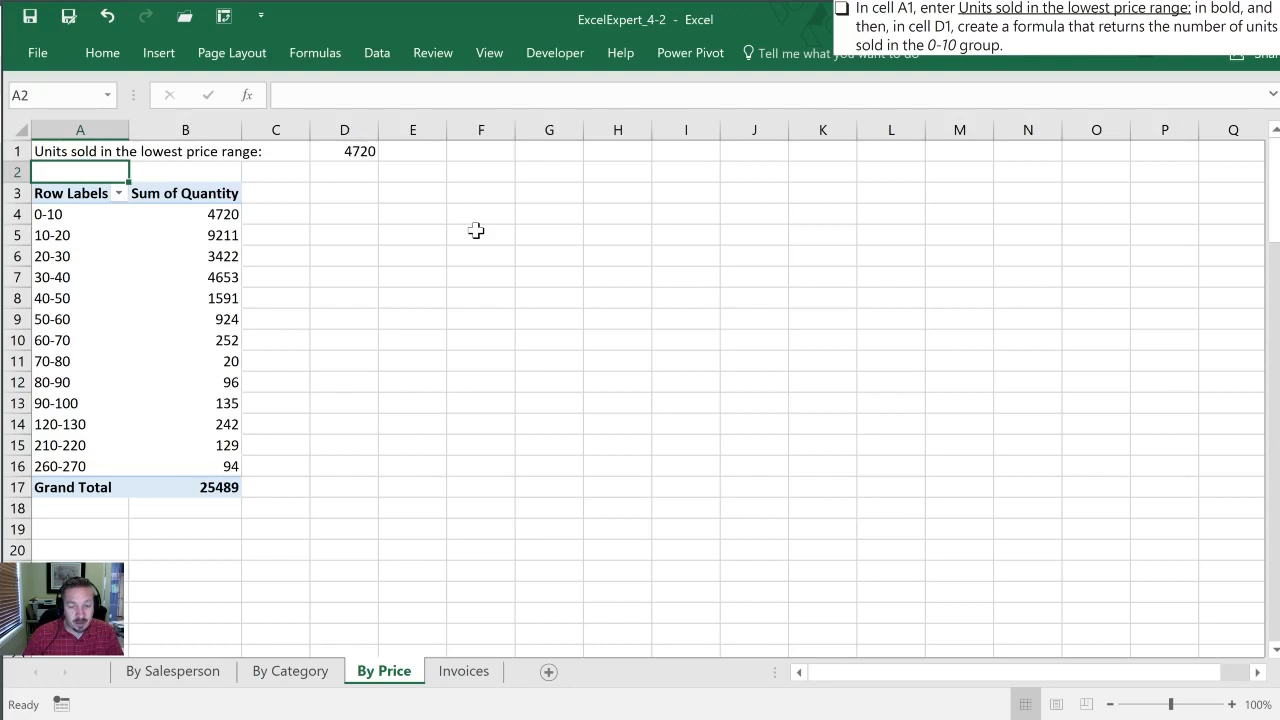 ExcelExpert_4-2 - Excel
In cell A1, enter Units sold in the lowest price range: in bold, and
then, in cell D1, create a formula that returns the number of units
sold in the 0-10 group.
File Home Insert Page Layout Formulas Data Review View Developer Help Power Pivot Tell me what you want to do
A2 fx
A B C D E F G H I J K L M N O P Q
1 Units sold in the lowest price range: 4720
2
3 Row Labels Sum of Quantity
4 0-10 4720
5 10-20 9211
6 20-30 3422
7 30-40 4653
8 40-50 1591
9 50-60 924
10 60-70 252
11 70-80 20
12 80-90 96
13 90-100 135
14 120-130 242
15 210-220 129
16 260-270 94
17 Grand Total 25489
18
19
20
By Salesperson By Category By Price Invoices
Ready 100%